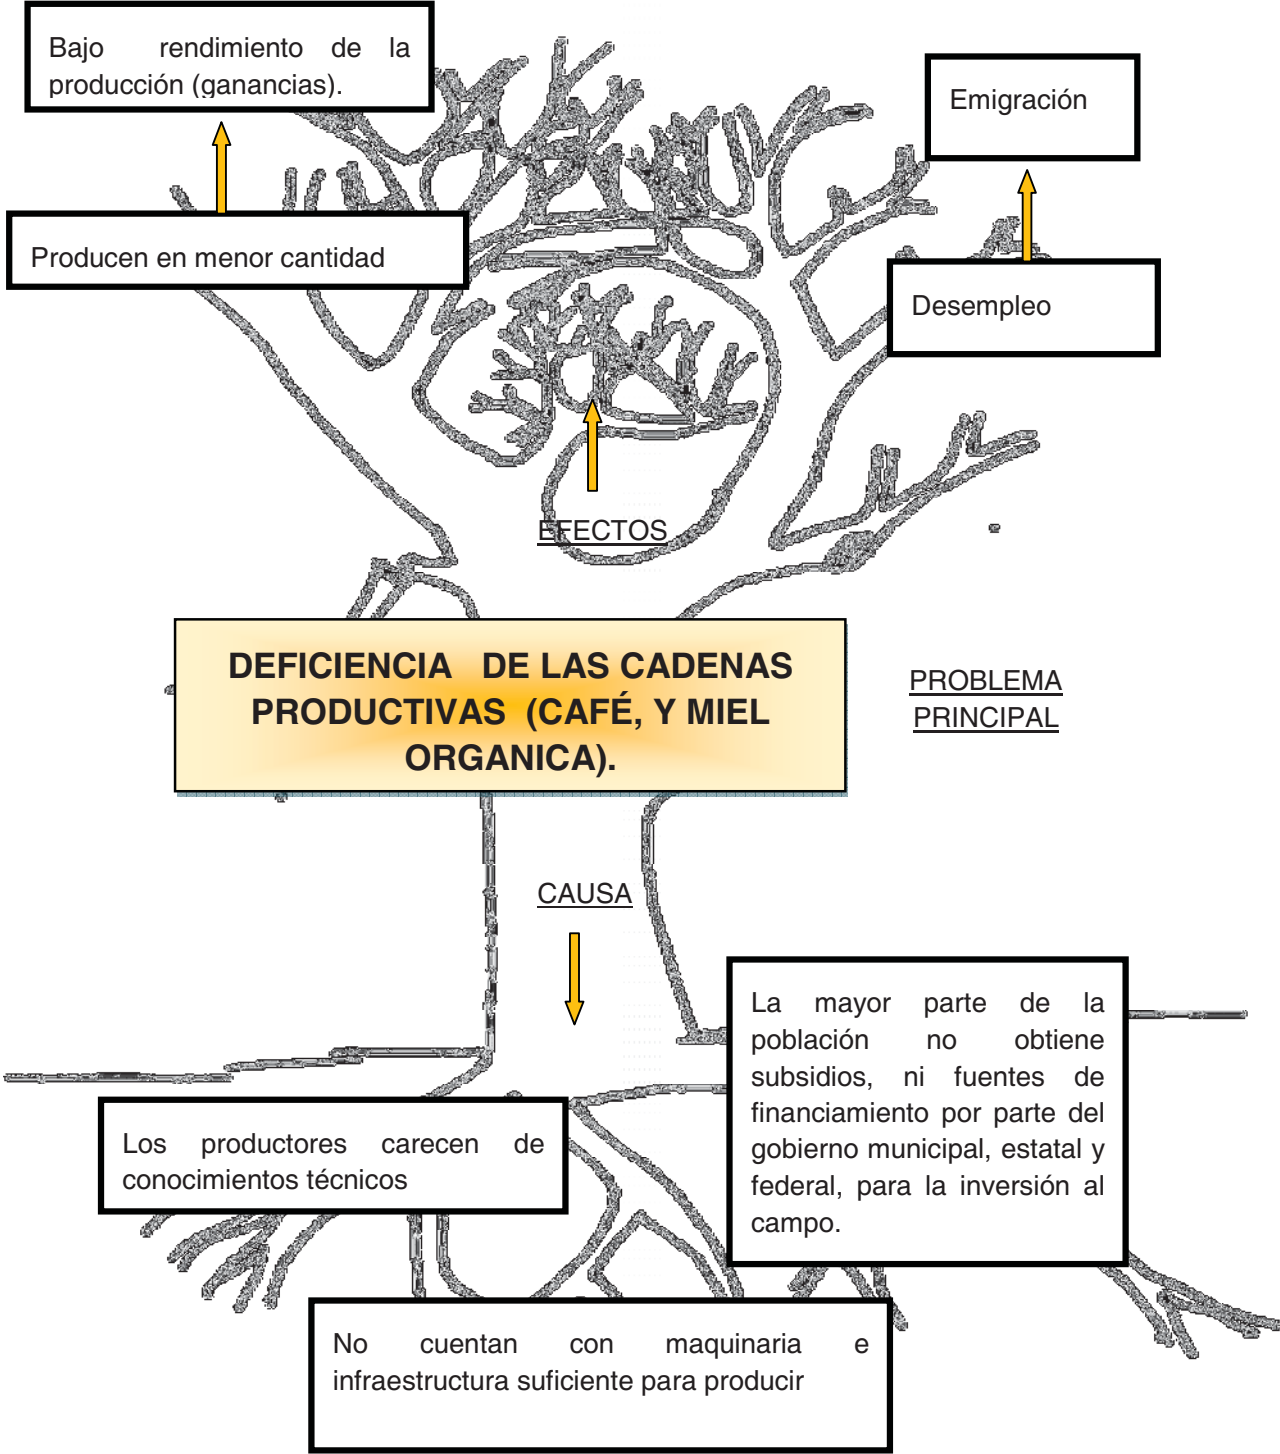 Bajo rendimiento de la
producción (ganancias).
Emigración
Producen en menor cantidad
Desempleo
EFECTOS
DEFICIENCIA DE LAS CADENAS
PRODUCTIVAS (CAFÉ, Y MIEL
ORGANICA).
PROBLEMA
PRINCIPAL
CAUSA
La mayor parte de la
población no obtiene
subsidios, ni fuentes de
financiamiento por parte del
gobierno municipal, estatal y
federal, para la inversión al
campo.
Los productores carecen de
conocimientos técnicos
No cuentan con maquinaria e
infraestructura suficiente para producir